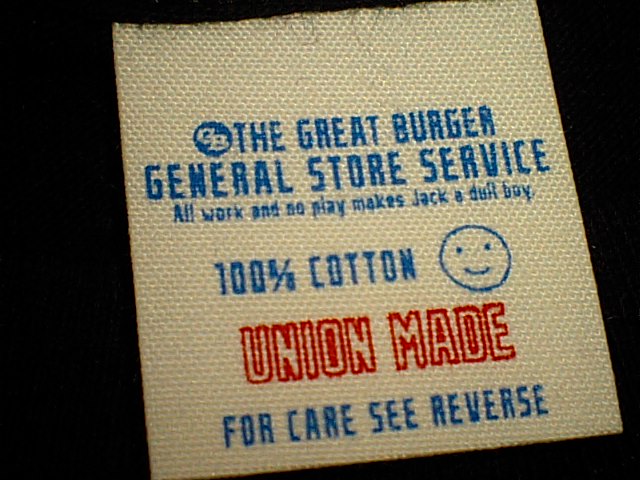 GB THE GREAT BURGER
GENERAL STORE SERVICE
All work and no play makes Jack a dull boy.
100% COTTON
UNION MADE
FOR CARE SEE REVERSE